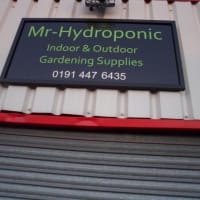 Mr-Hydroponic
Indoor & Outdoor
Gardening Supplies
0191 447 6435